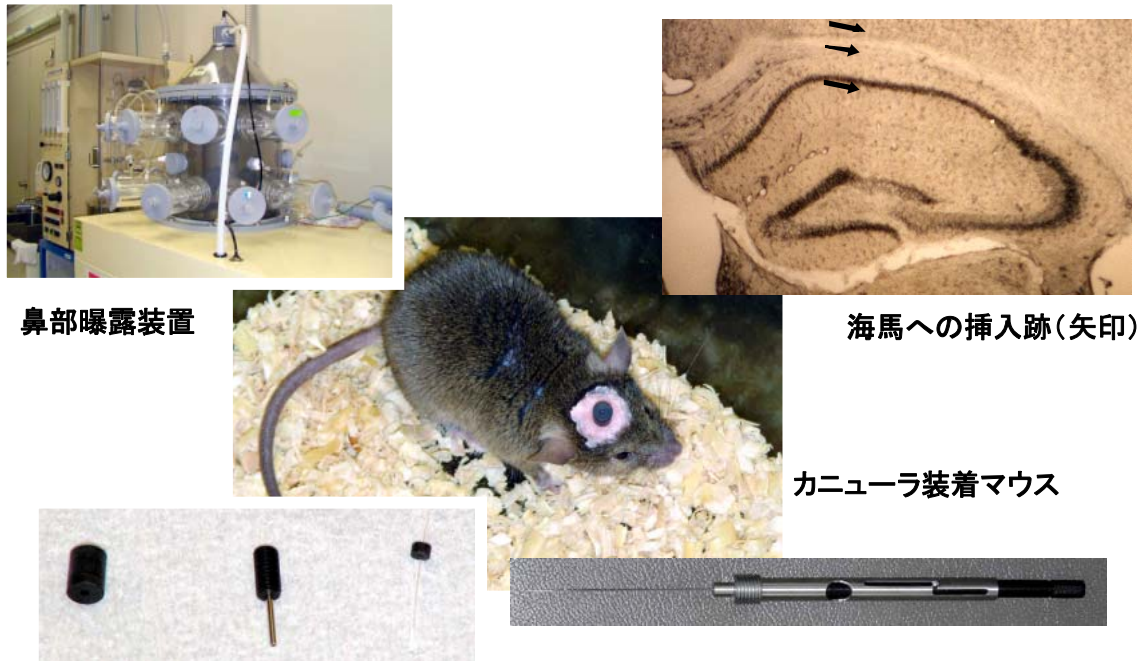 鼻部曝露装置
海馬への挿入跡（矢印）
カニューラ装着マウス